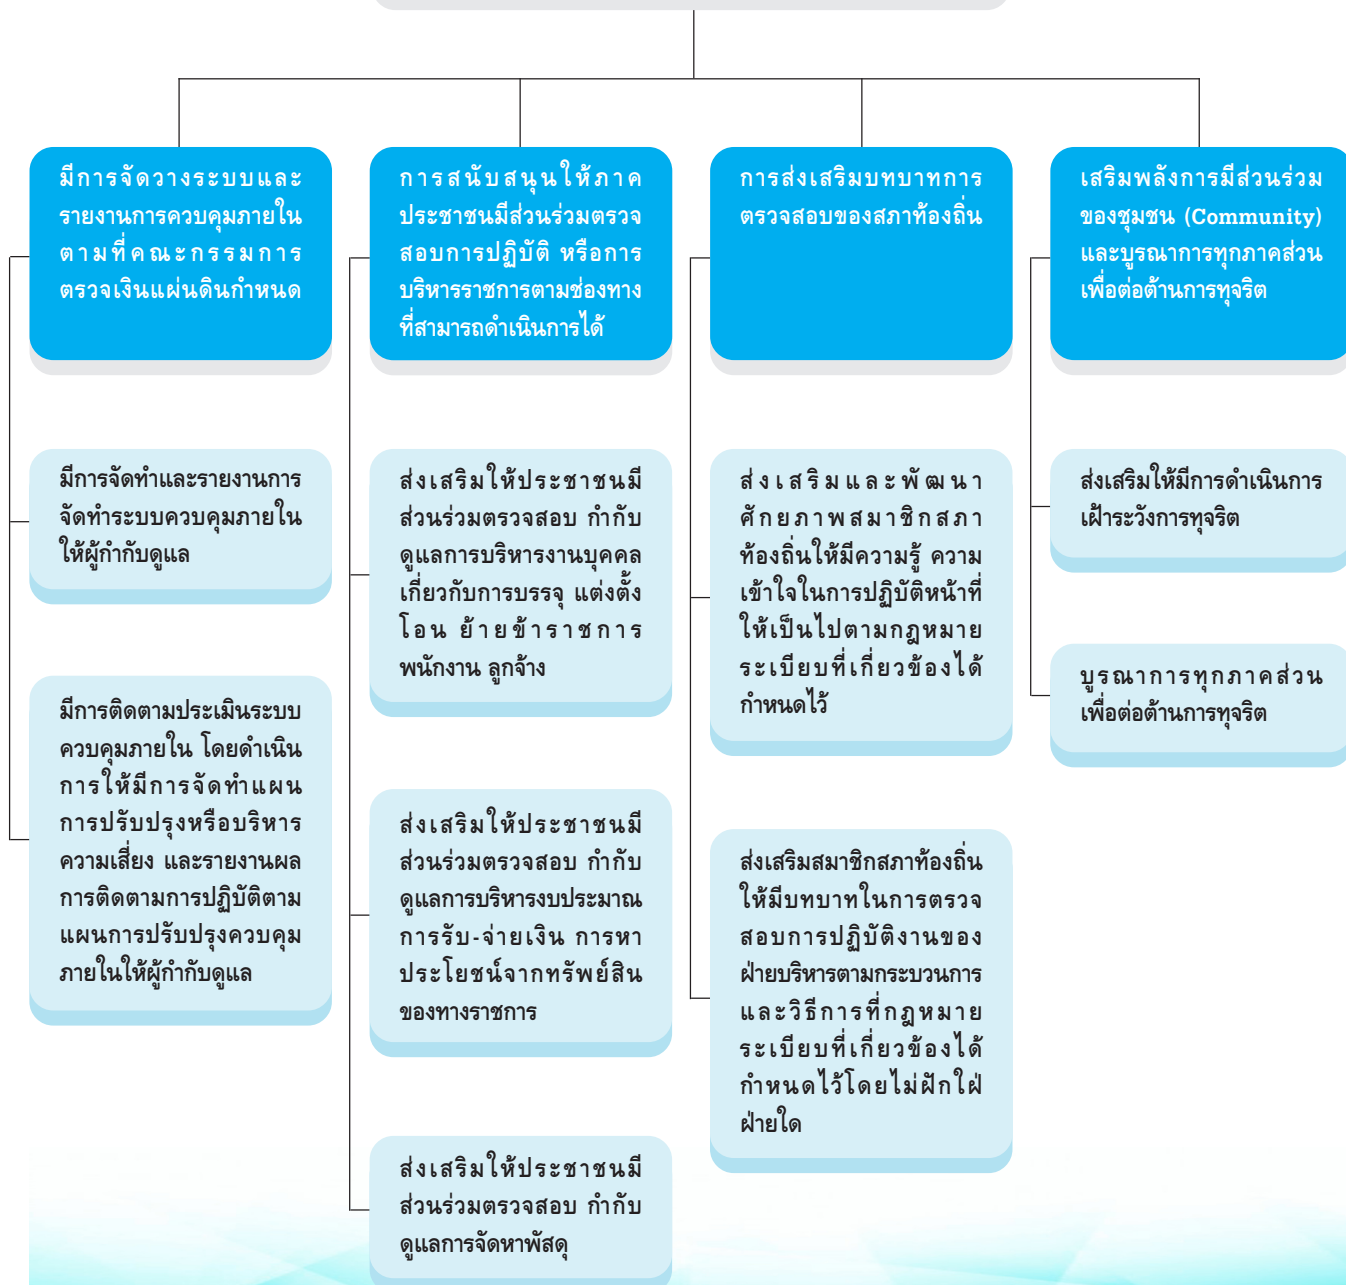 มีการจัดวางระบบและ
รายงานการควบคุมภายใน
ตามที่คณะกรรมการ
ตรวจเงินแผ่นดินกำหนด
มีการจัดทำและรายงานการ
จัดทำระบบควบคุมภายใน
ให้ผู้กำกับดูแล
มีการติดตามประเมินระบบ
ควบคุมภายใน โดยดำเนิน
การให้มีการจัดทำแผน
การปรับปรุงหรือบริหาร
ความเสี่ยง และรายงานผล
การติดตามการปฏิบัติตาม
แผนการปรับปรุงควบคุม
ภายในให้ผู้กำกับดูแล
การสนับสนุนให้ภาค
ประชาชนมีส่วนร่วมตรวจ
สอบการปฏิบัติ หรือการ
บริหารราชการตามช่องทาง
ที่สามารถดำเนินการได้
ส่งเสริมให้ประชาชนมี
ส่วนร่วมตรวจสอบ กำกับ
ดูแลการบริหารงานบุคคล
เกี่ยวกับการบรรจุ แต่งตั้ง
โอน ย้ายข้าราชการ
พนักงาน ลูกจ้าง
ส่งเสริมให้ประชาชนมี
ส่วนร่วมตรวจสอบ กำกับ
ดูแลการบริหารงบประมาณ
การรับ-จ่ายเงิน การหา
ประโยชน์จากทรัพย์สิน
ของทางราชการ
ส่งเสริมให้ประชาชนมี
ส่วนร่วมตรวจสอบ กำกับ
ดูแลการจัดหาพัสดุ
การส่งเสริมบทบาทการ
ตรวจสอบของสภาท้องถิ่น
ส่งเสริมและพัฒนา
ศักยภาพสมาชิกสภา
ท้องถิ่นให้มีความรู้ ความ
เข้าใจในการปฏิบัติหน้าที่
ให้เป็นไปตามกฎหมาย
ระเบียบที่เกี่ยวข้องได้
กำหนดไว้
ส่งเสริมสมาชิกสภาท้องถิ่น
ให้มีบทบาทในการตรวจ
สอบการปฏิบัติงานของ
ฝ่ายบริหารตามกระบวนการ
และวิธีการที่กฎหมาย
ระเบียบที่เกี่ยวข้องได้
กำหนดไว้โดยไม่ฝักใฝ่
ฝ่ายใด
เสริมพลังการมีส่วนร่วม
ของชุมชน (Community)
และบูรณาการทุกภาคส่วน
เพื่อต่อต้านการทุจริต
ส่งเสริมให้มีการดำเนินการ
เฝ้าระวังการทุจริต
บูรณาการทุกภาคส่วน
เพื่อต่อต้านการทุจริต